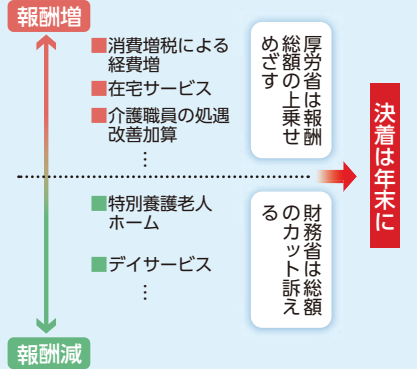 報酬増
■消費増税による
経費増
■在宅サービス
■介護職員の処遇
改善加算
…
厚労省は報酬
総額の上乗せ
めざす
■特別養護老人
ホーム
■デイサービス
…
財務省は総額
のカット訴え
る
報酬減
決着は年末に